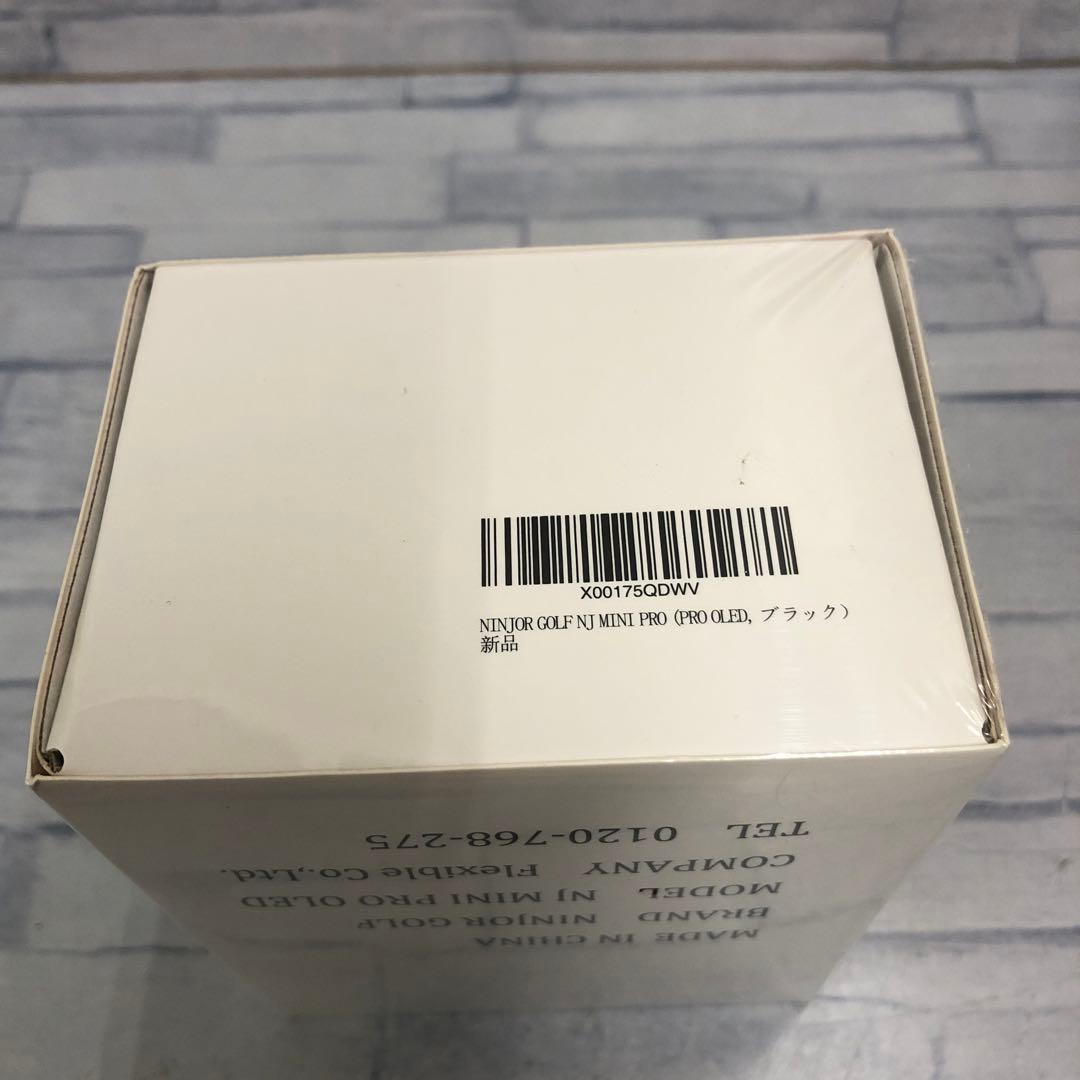 X00175QDWV
NINJOR GOLF NJ MINI PRO (PRO OLED, ブラック)
新品
MADE IN CHINA
BRAND NINJOR GOLF
MODEL NJ MINI PRO OLED
COMPANY Flexible Co.,Ltd.
TEL 0120-768-275